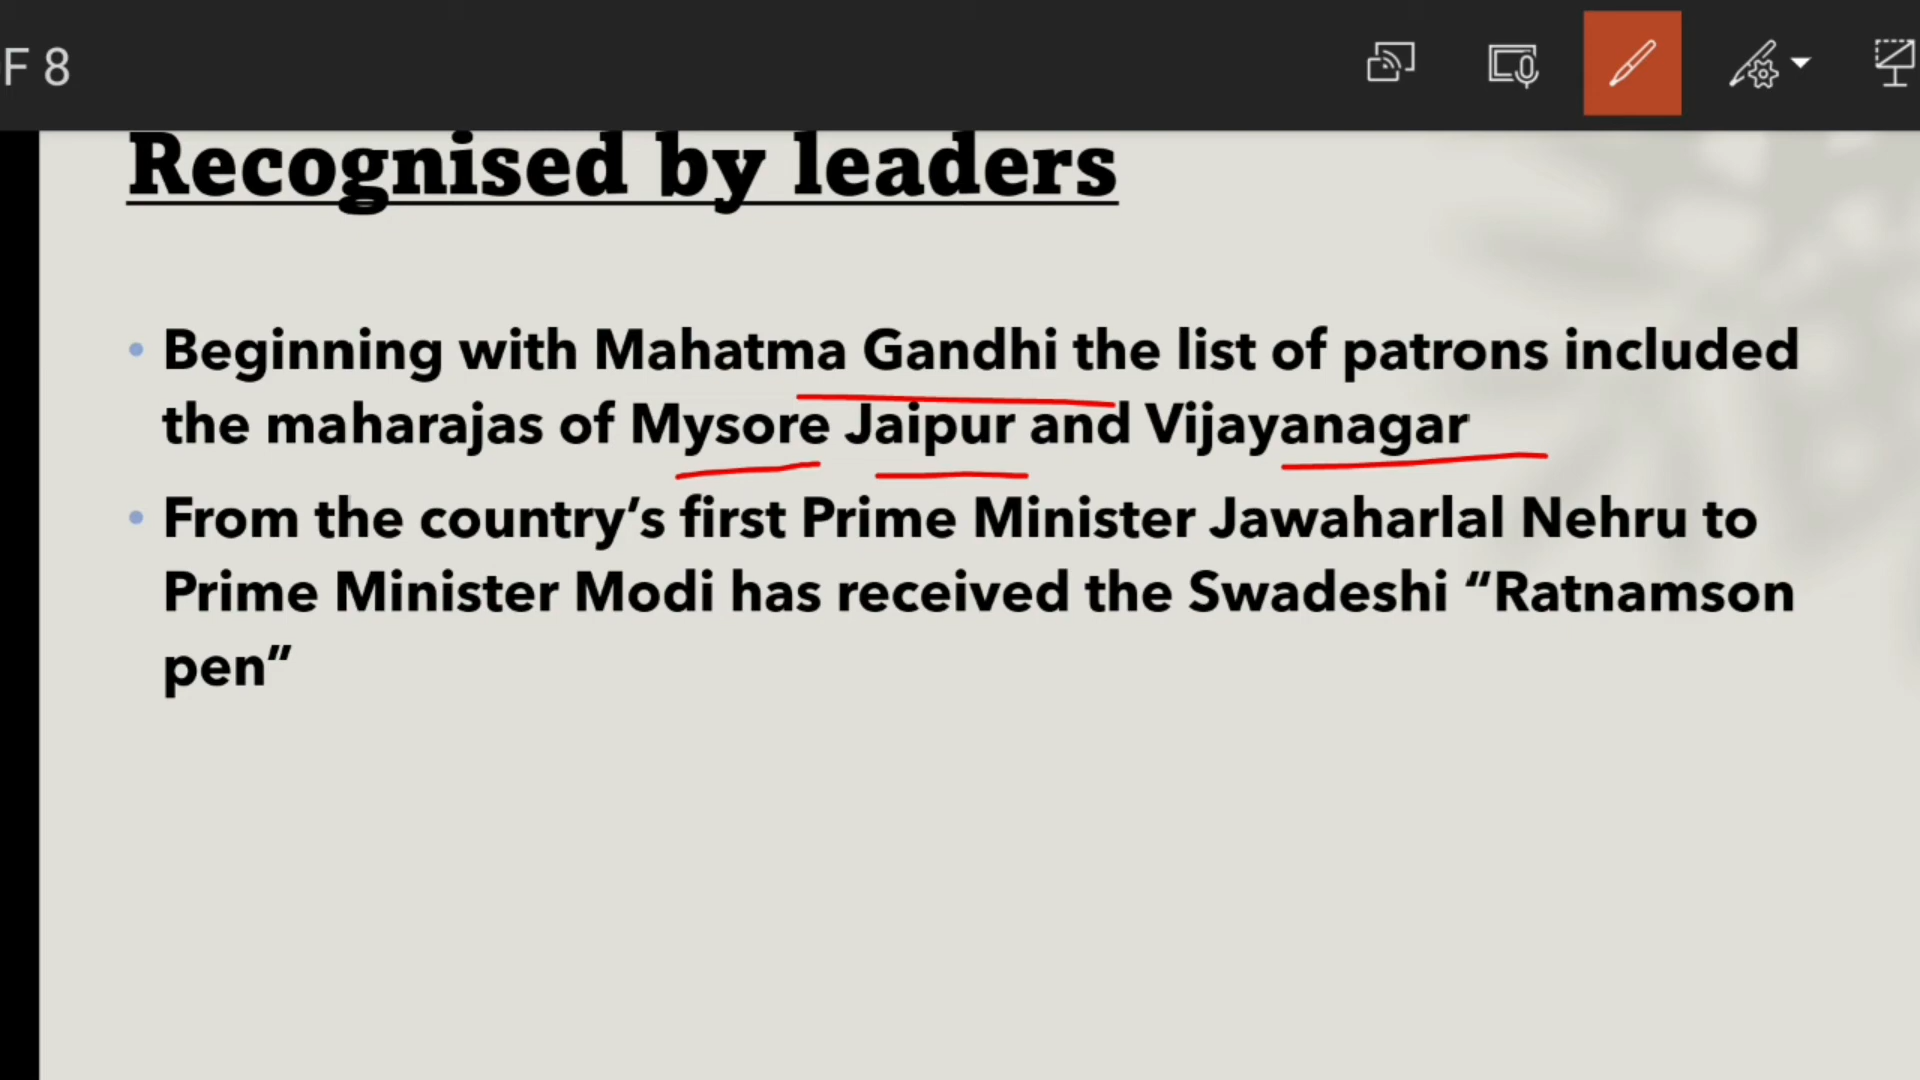 F 8
Recognised by leaders
• Beginning with Mahatma Gandhi the list of patrons included
the maharajas of Mysore Jaipur and Vijayanagar
• From the country’s first Prime Minister Jawaharlal Nehru to
Prime Minister Modi has received the Swadeshi “Ratnamson
pen”